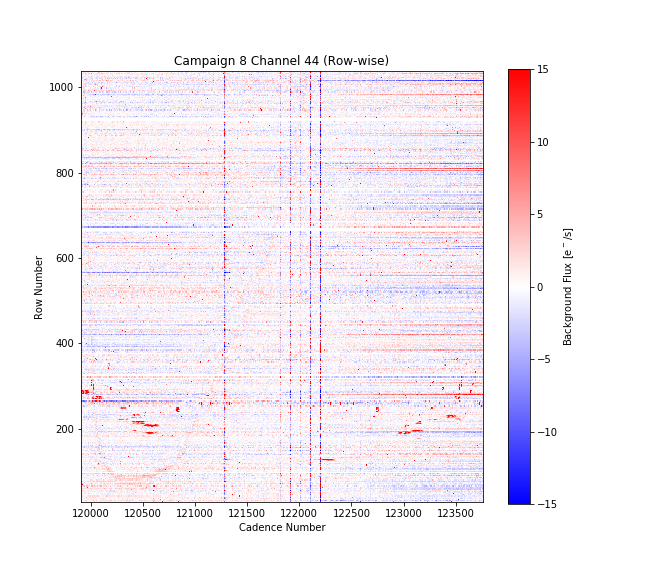 Campaign 8 Channel 44 (Row-wise)
1000
800
600
400
200
Row Number
120000 120500 121000 121500 122000 122500 123000 123500
Cadence Number
15
10
5
0
−5
−10
−15
Background Flux [e⁻/s]